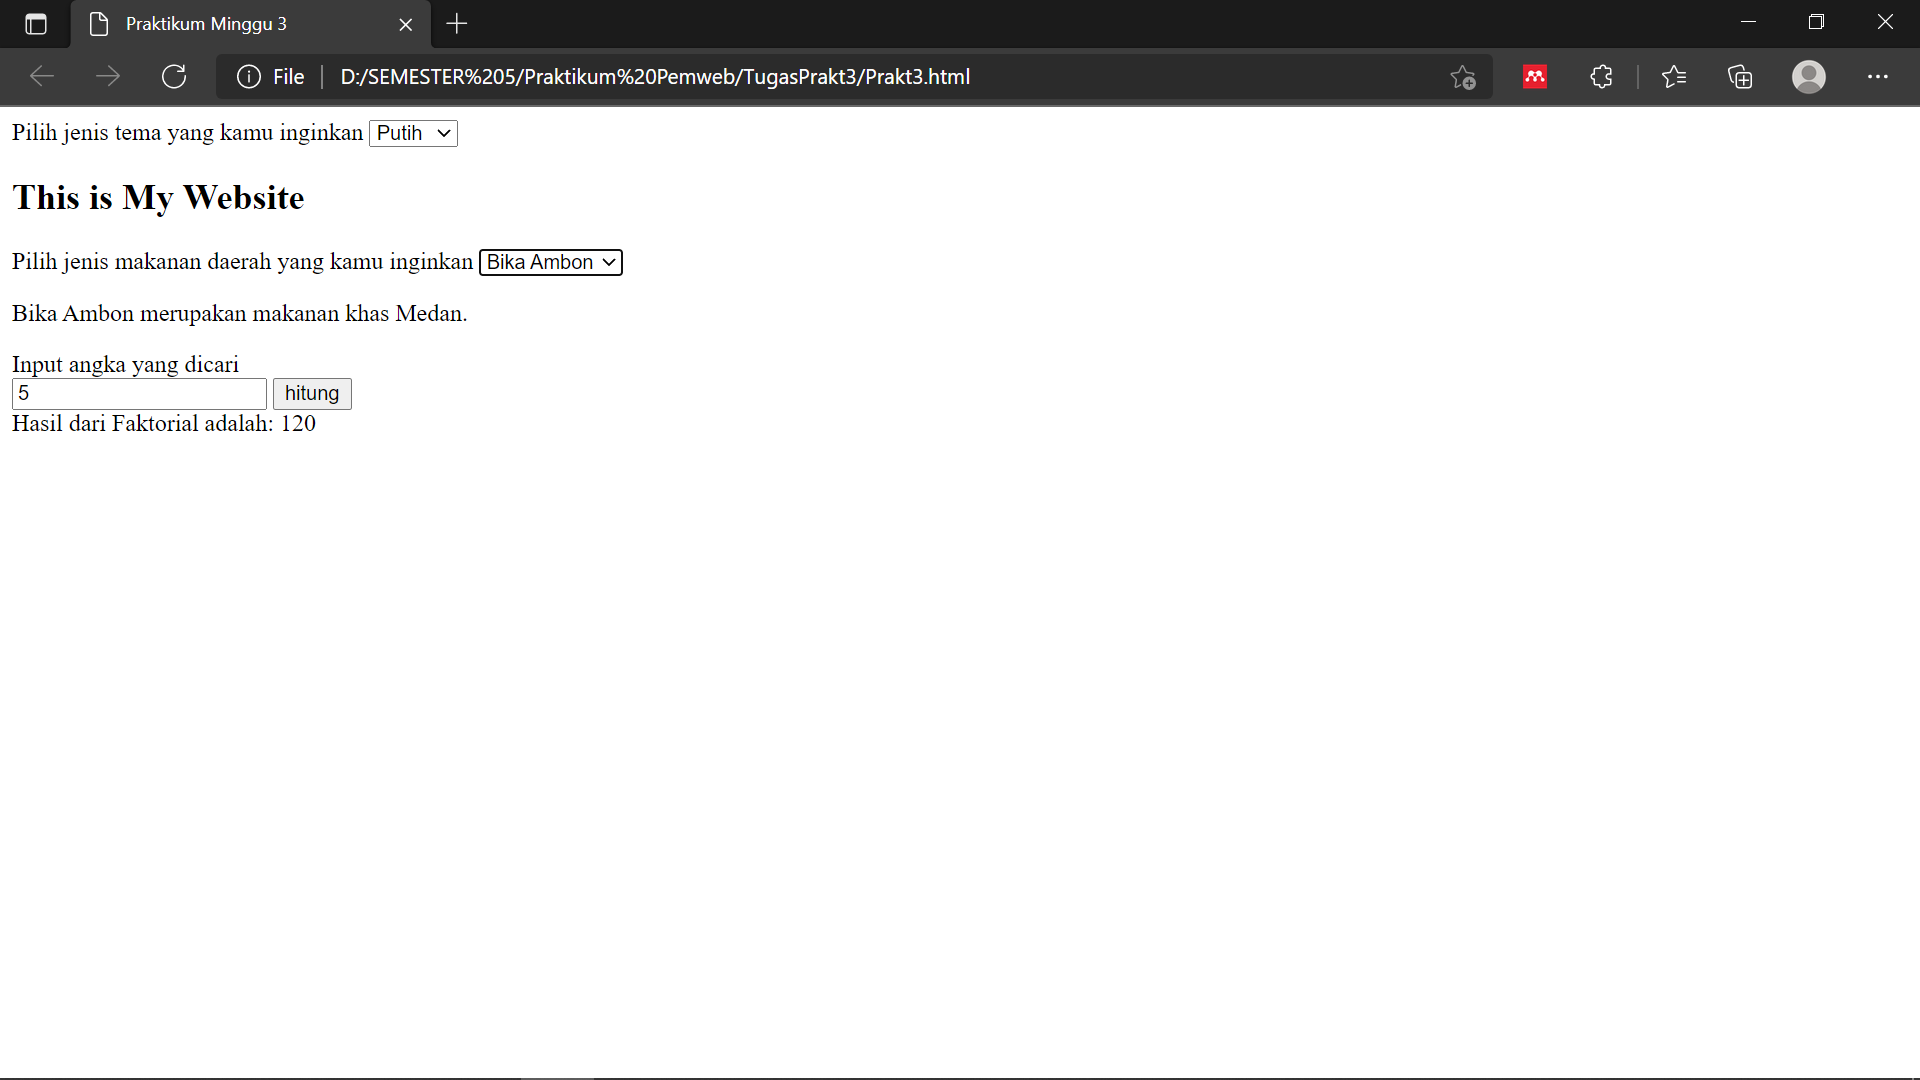 Praktikum Minggu 3
File D:/SEMESTER%205/Praktikum%20Pemweb/TugasPrakt3/Prakt3.html
Pilih jenis tema yang kamu inginkan Putih
This is My Website
Pilih jenis makanan daerah yang kamu inginkan Bika Ambon
Bika Ambon merupakan makanan khas Medan.
Input angka yang dicari
5 hitung
Hasil dari Faktorial adalah: 120